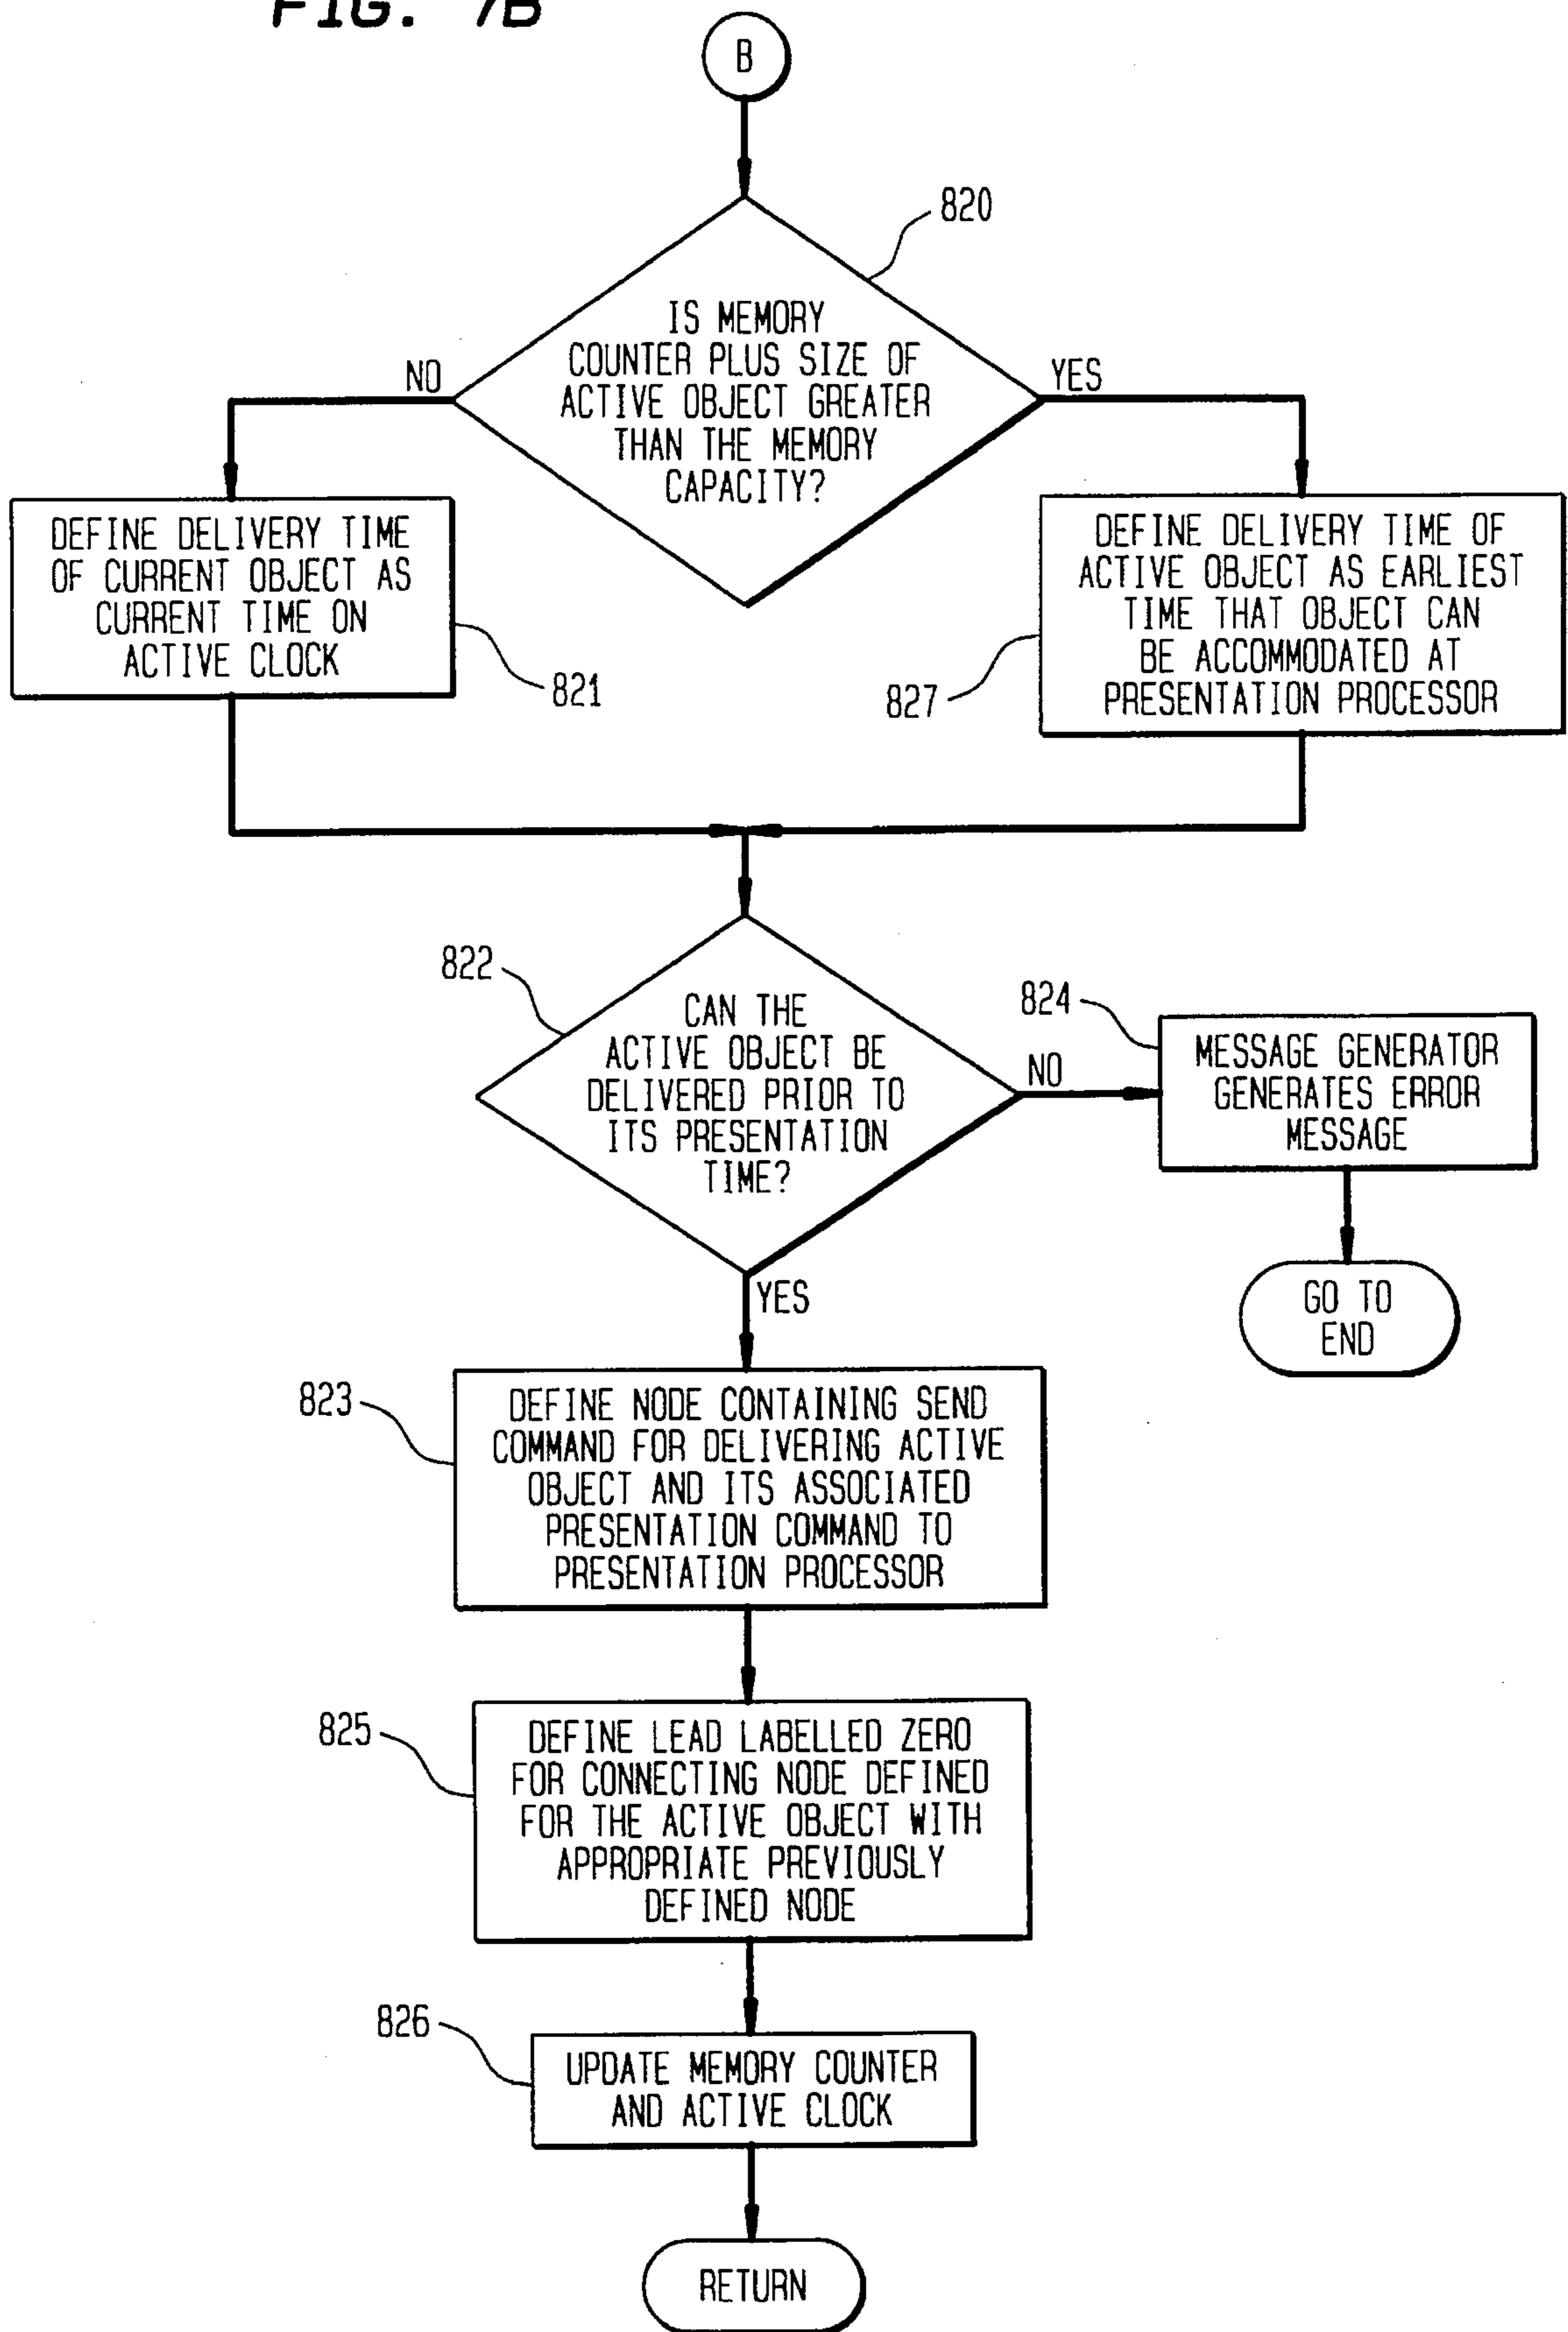 FIG. 7B
B
820
IS MEMORY
COUNTER PLUS SIZE OF
ACTIVE OBJECT GREATER
THAN THE MEMORY
CAPACITY?
NO
YES
DEFINE DELIVERY TIME
OF CURRENT OBJECT AS
CURRENT TIME ON
ACTIVE CLOCK
821
DEFINE DELIVERY TIME OF
ACTIVE OBJECT AS EARLIEST
TIME THAT OBJECT CAN
BE ACCOMMODATED AT
PRESENTATION PROCESSOR
827
822
CAN THE
ACTIVE OBJECT BE
DELIVERED PRIOR TO
ITS PRESENTATION
TIME?
NO
824
MESSAGE GENERATOR
GENERATES ERROR
MESSAGE
GO TO
END
YES
823
DEFINE NODE CONTAINING SEND
COMMAND FOR DELIVERING ACTIVE
OBJECT AND ITS ASSOCIATED
PRESENTATION COMMAND TO
PRESENTATION PROCESSOR
825
DEFINE LEAD LABELLED ZERO
FOR CONNECTING NODE DEFINED
FOR THE ACTIVE OBJECT WITH
APPROPRIATE PREVIOUSLY
DEFINED NODE
826
UPDATE MEMORY COUNTER
AND ACTIVE CLOCK
RETURN